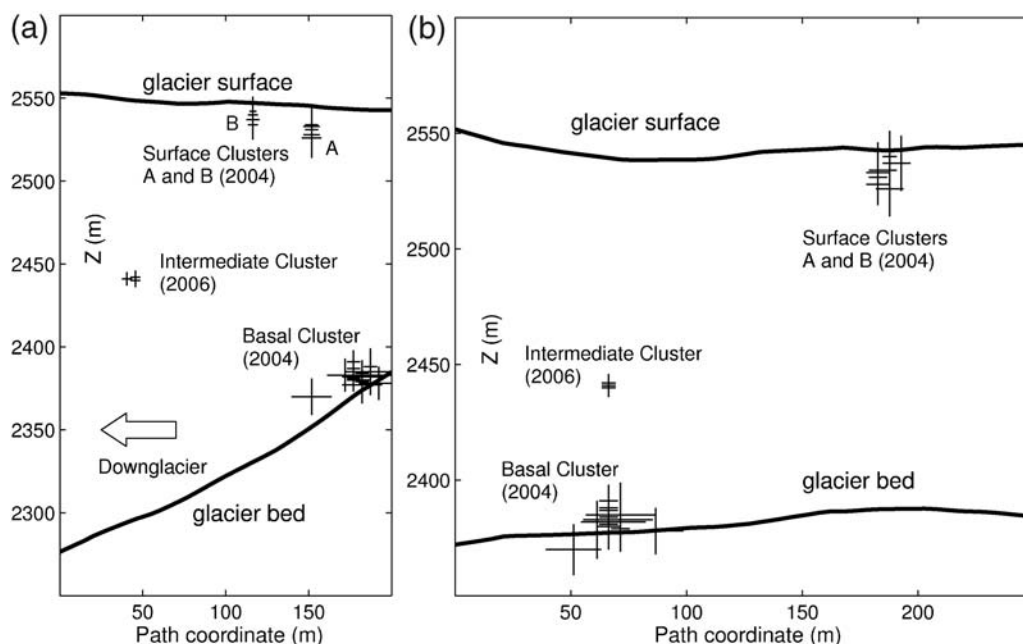 (a)
glacier surface
B
A
Surface Clusters
A and B (2004)
Z (m)
Intermediate Cluster
(2006)
Basal Cluster
(2004)
Downglacier
glacier bed
2550
2500
2450
2400
2350
2300
50 100 150
Path coordinate (m)
(b)
glacier surface
Surface Clusters
A and B (2004)
Z (m)
Intermediate Cluster
(2006)
Basal Cluster
(2004)
glacier bed
2550
2500
2450
2400
50 100 150 200
Path coordinate (m)